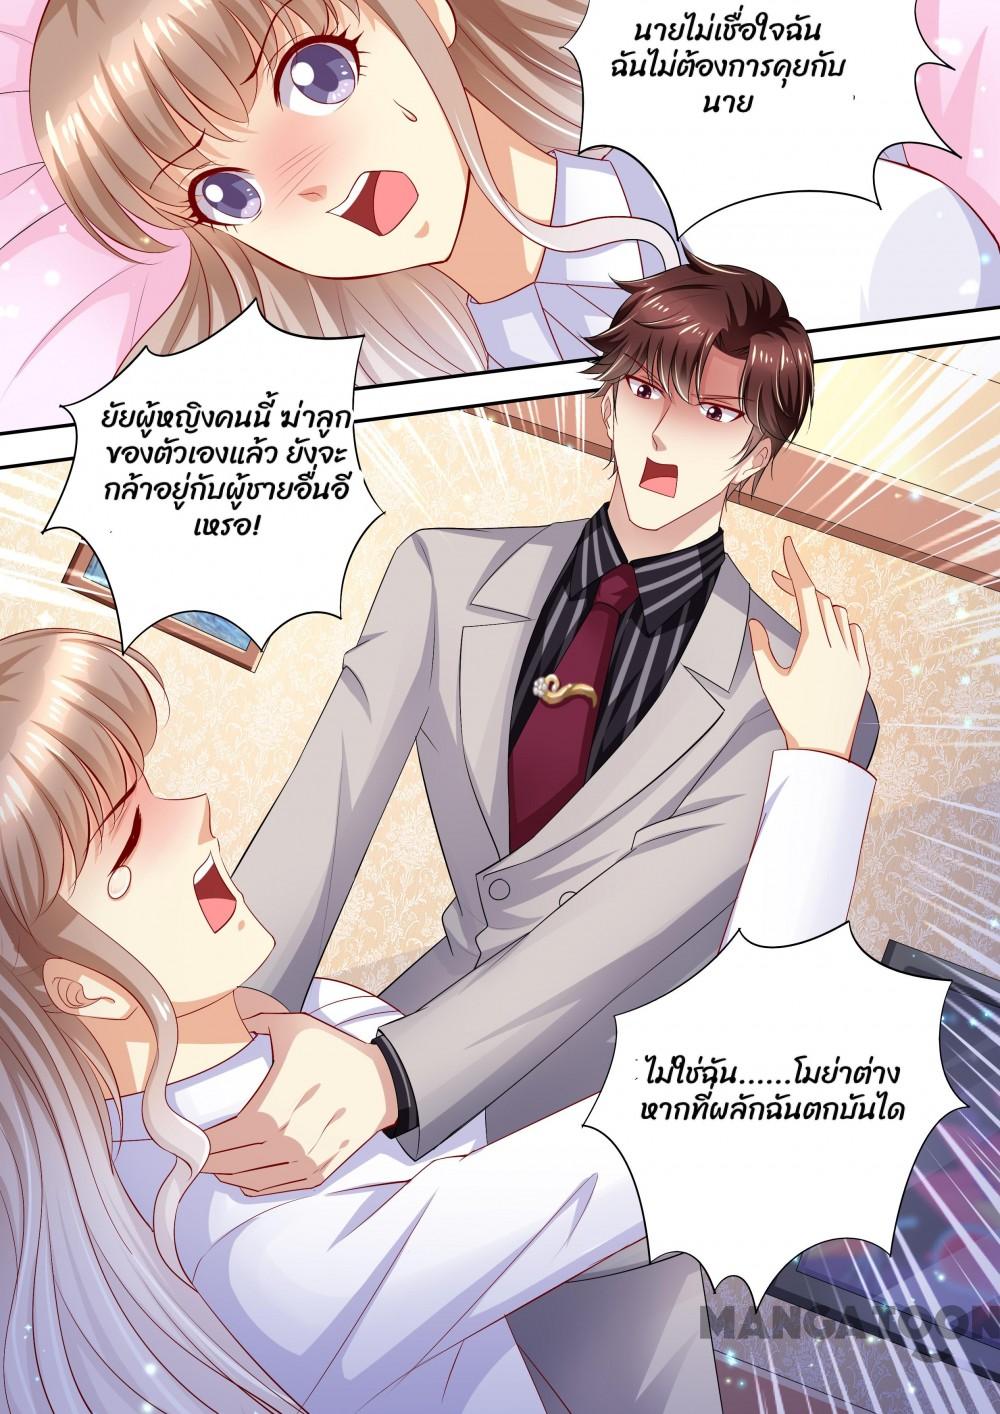 นายไม่เชื่อใจฉัน
ฉันไม่ต้องการคุยกับ
นาย
ยัยผู้หญิงคนนี้ ฆ่าลูก
ของตัวเองแล้ว ยังจะ
กล้าอยู่กับผู้ชายอื่นอี
เหรอ!
ไม่ใช่ฉัน......โมย่าต่าง
หากที่ผลักฉันตกบันได
MANGATOON